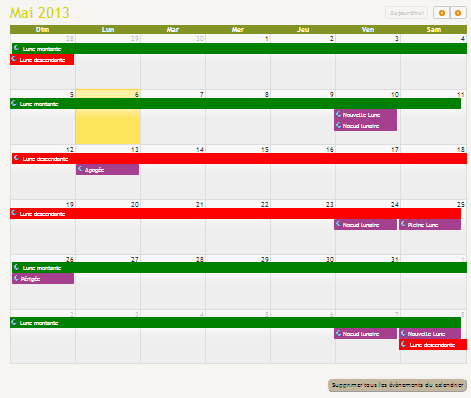 Mai 2013
Aujourd'hui
Dim Lun Mar Mer Jeu Ven Sam
28 29 30 1 2 3 4
Lune montante
Lune descendante
5 6 7 8 9 10 11
Lune montante
Nouvelle Lune
Noeud lunaire
12 13 14 15 16 17 18
Lune descendante
Apogée
19 20 21 22 23 24 25
Lune descendante
Noeud lunaire Pleine Lune
26 27 28 29 30 31 1
Lune montante
Périgée
2 3 4 5 6 7 8
Lune montante
Noeud lunaire Nouvelle Lune
Lune descendante
Supprimer tous les évènements du calendrier